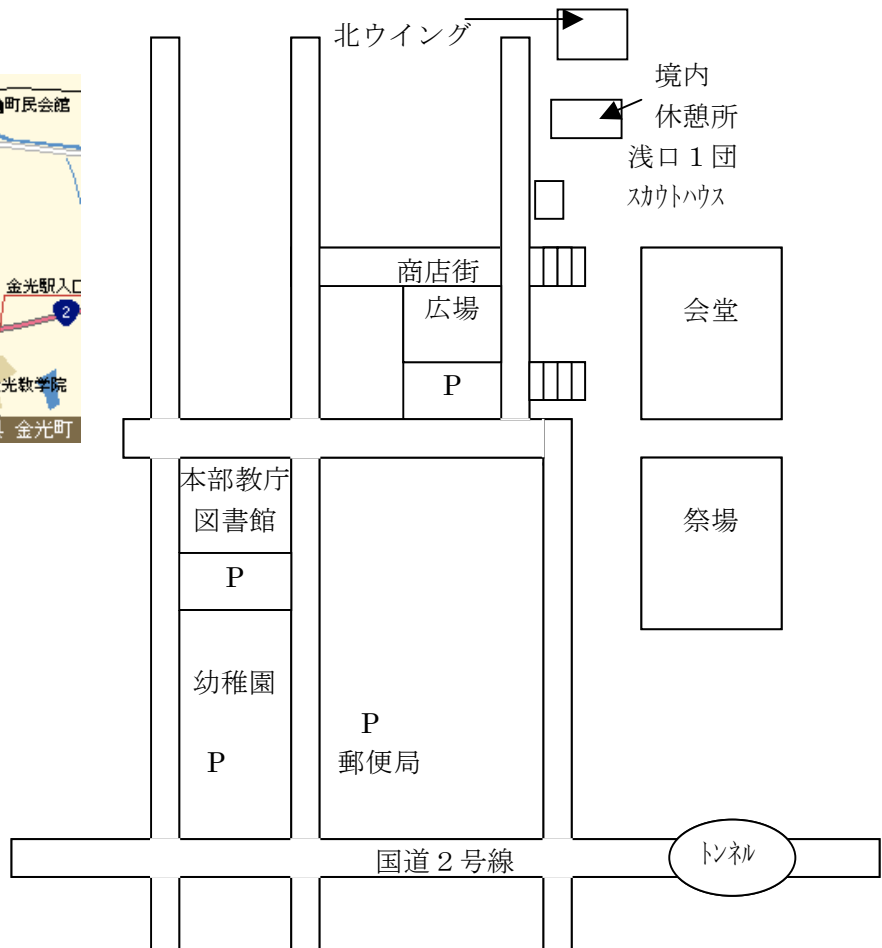 北ウイング
境内
休憩所
浅口１団
ｽｶｳﾄﾊｳｽ
町民会館
金光駅入口
2
光教学院
金光町
商店街
広場
P
会堂
本部教庁
図書館
P
祭場
幼稚園
P
P
郵便局
国道２号線
ﾄﾝﾈﾙ